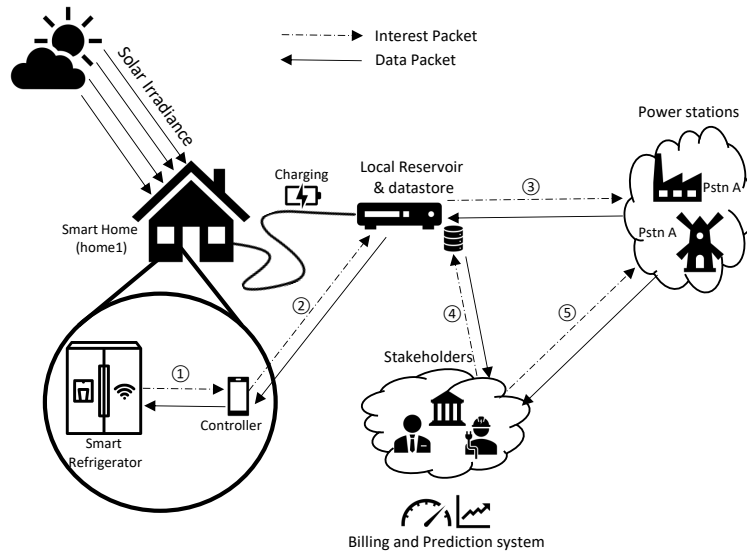 Interest Packet
Data Packet
Solar Irradiance
Power stations
Charging
Local Reservoir
& datastore
③
Pstn A
Smart Home
(home1)
Pstn A
②
④
⑤
Stakeholders
①
Controller
Smart
Refrigerator
Billing and Prediction system